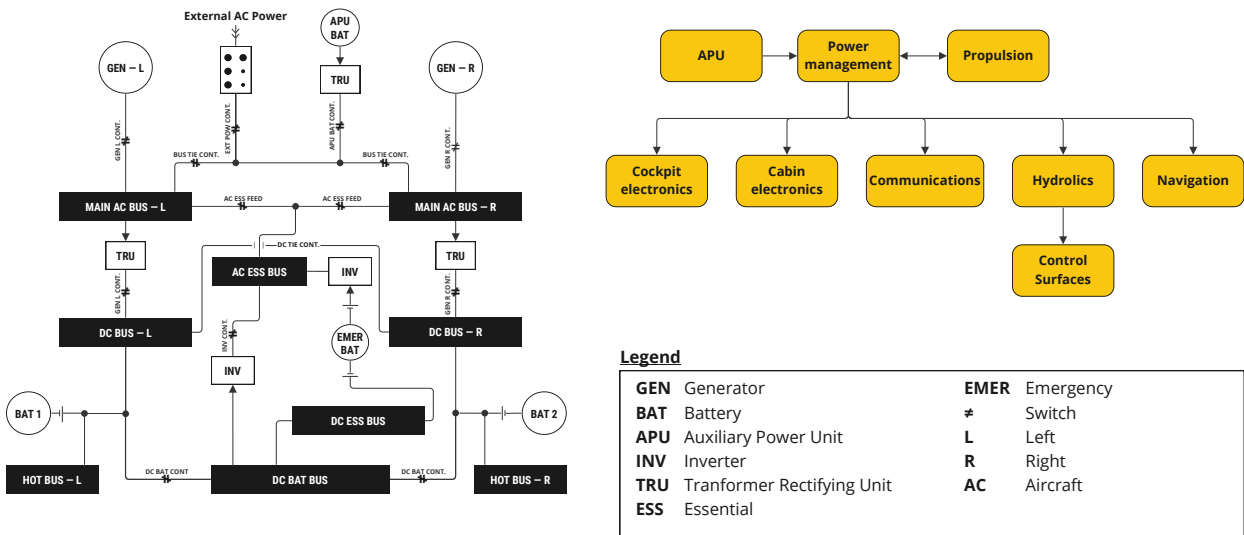 External AC Power
APU
BAT
GEN – L
GEN – R
TRU
GEN L CONT.
EXT POW CONT.
APU BAT CONT.
GEN R CONT.
BUS TIE CONT.
BUS TIE CONT.
MAIN AC BUS – L
AC ESS FEED
AC ESS FEED
MAIN AC BUS – R
TRU
DC TIE CONT.
TRU
AC ESS BUS
INV
GEN L CONT.
GEN R CONT.
DC BUS – L
INV CONT.
EMER
BAT
DC BUS – R
INV
BAT 1
DC ESS BUS
BAT 2
HOT BUS – L
DC BAT CONT
DC BAT BUS
DC BAT CONT.
HOT BUS – R
APU
Power
management
Propulsion
Cockpit
electronics
Cabin
electronics
Communications
Hydrolics
Navigation
Control
Surfaces
Legend
GEN Generator
BAT Battery
APU Auxiliary Power Unit
INV Inverter
TRU Tranformer Rectifying Unit
ESS Essential
EMER Emergency
≠ Switch
L Left
R Right
AC Aircraft